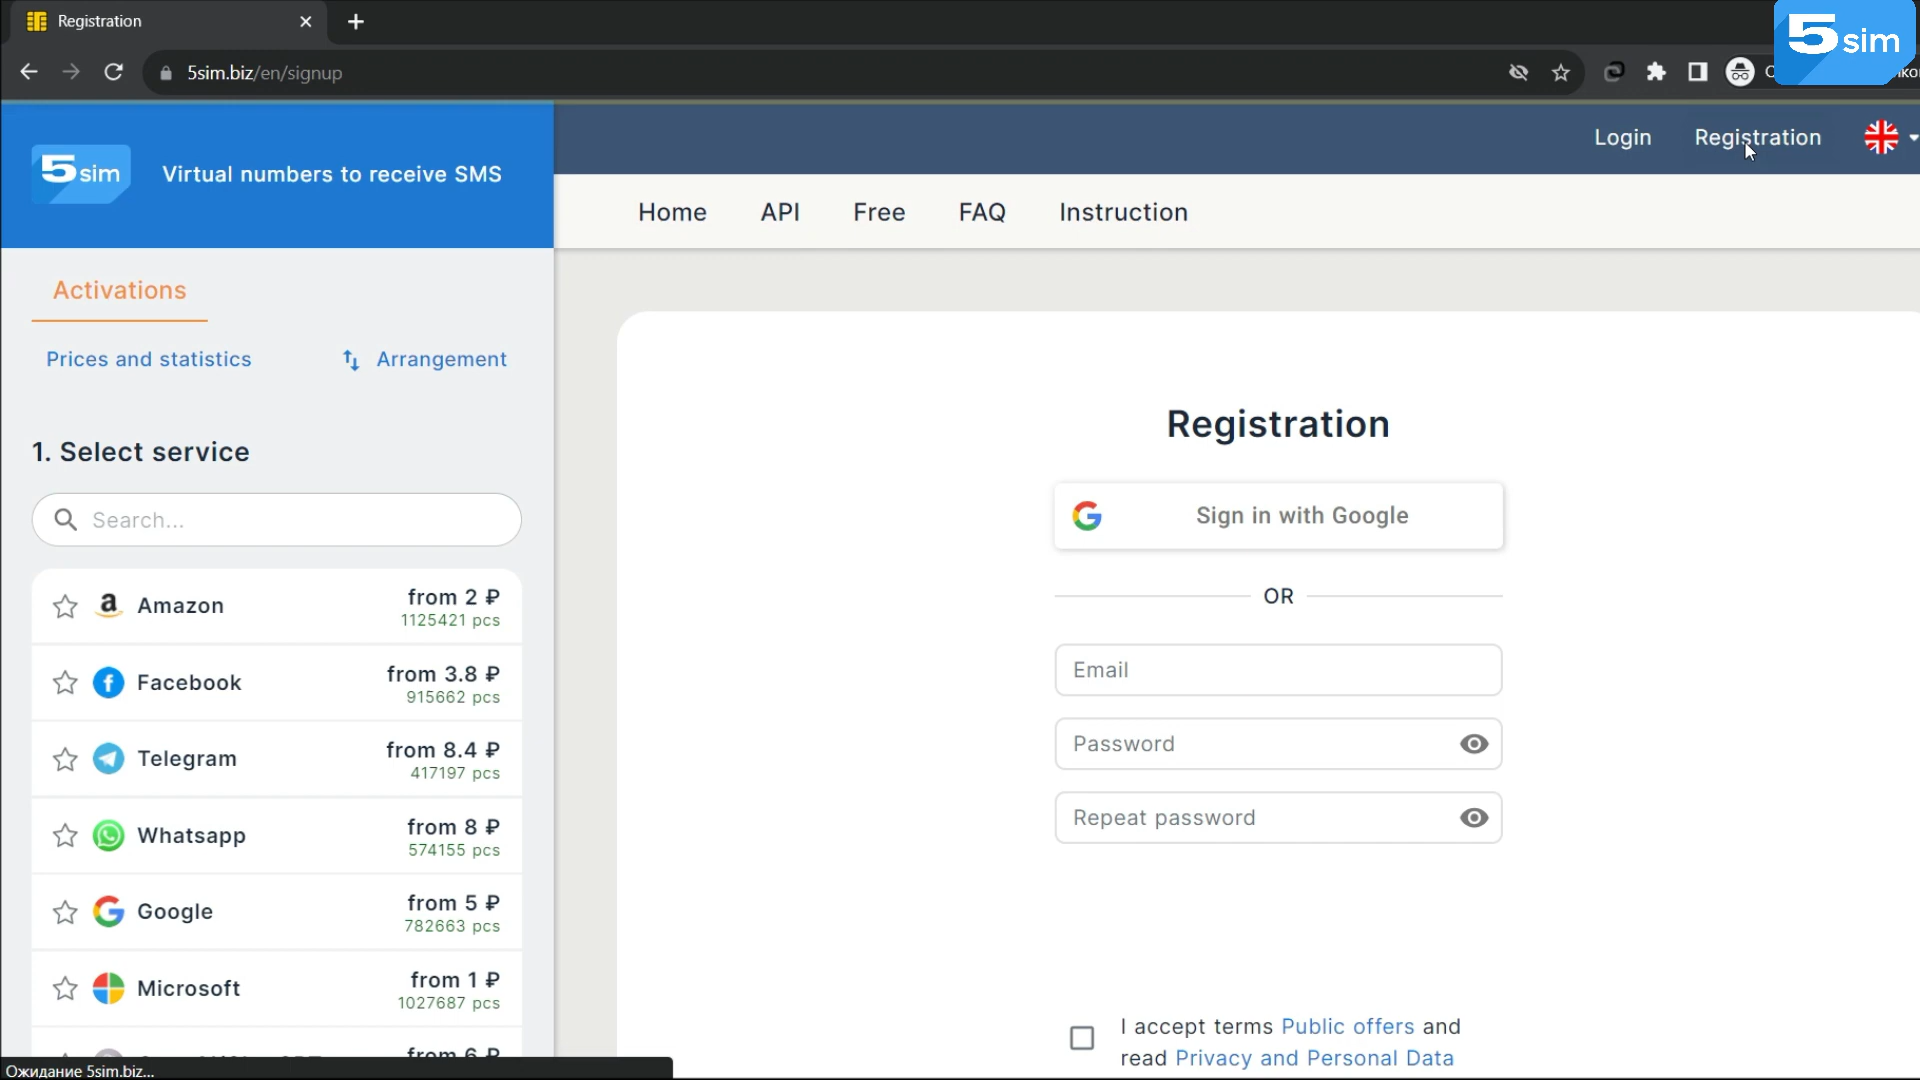 Registration
5sim
5sim.biz/en/signup
5sim
Virtual numbers to receive SMS
Login
Registration
Home
API
Free
FAQ
Instruction
Activations
Prices and statistics
Arrangement
1. Select service
Search...
Amazon
from 2 ₽
1125421 pcs
Facebook
from 3.8 ₽
915662 pcs
Telegram
from 8.4 ₽
417197 pcs
Whatsapp
from 8 ₽
574155 pcs
Google
from 5 ₽
782663 pcs
Microsoft
from 1 ₽
1027687 pcs
from 6 ₽
Registration
Sign in with Google
OR
Email
Password
Repeat password
I accept terms Public offers and
read Privacy and Personal Data
Ожидание 5sim.biz...